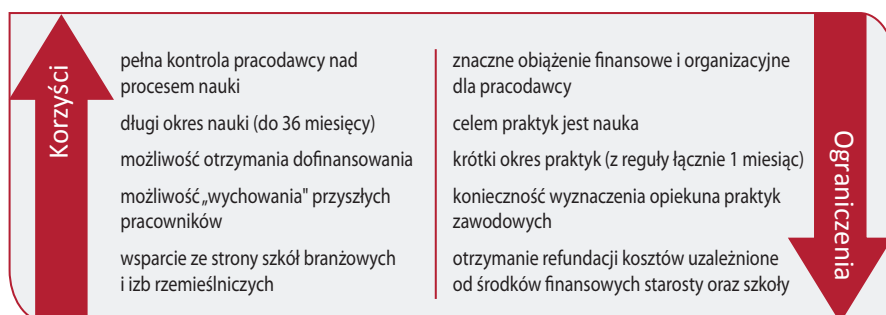 Korzyści
pełna kontrola pracodawcy nad
procesem nauki
długi okres nauki (do 36 miesięcy)
możliwość otrzymania dofinansowania
możliwość „wychowania" przyszłych
pracowników
wsparcie ze strony szkół branżowych
i izb rzemieślniczych
znaczne obiążenie finansowe i organizacyjne
dla pracodawcy
celem praktyk jest nauka
krótki okres praktyk (z reguły łącznie 1 miesiąc)
konieczność wyznaczenia opiekuna praktyk
zawodowych
otrzymanie refundacji kosztów uzależnione
od środków finansowych starosty oraz szkoły
Ograniczenia